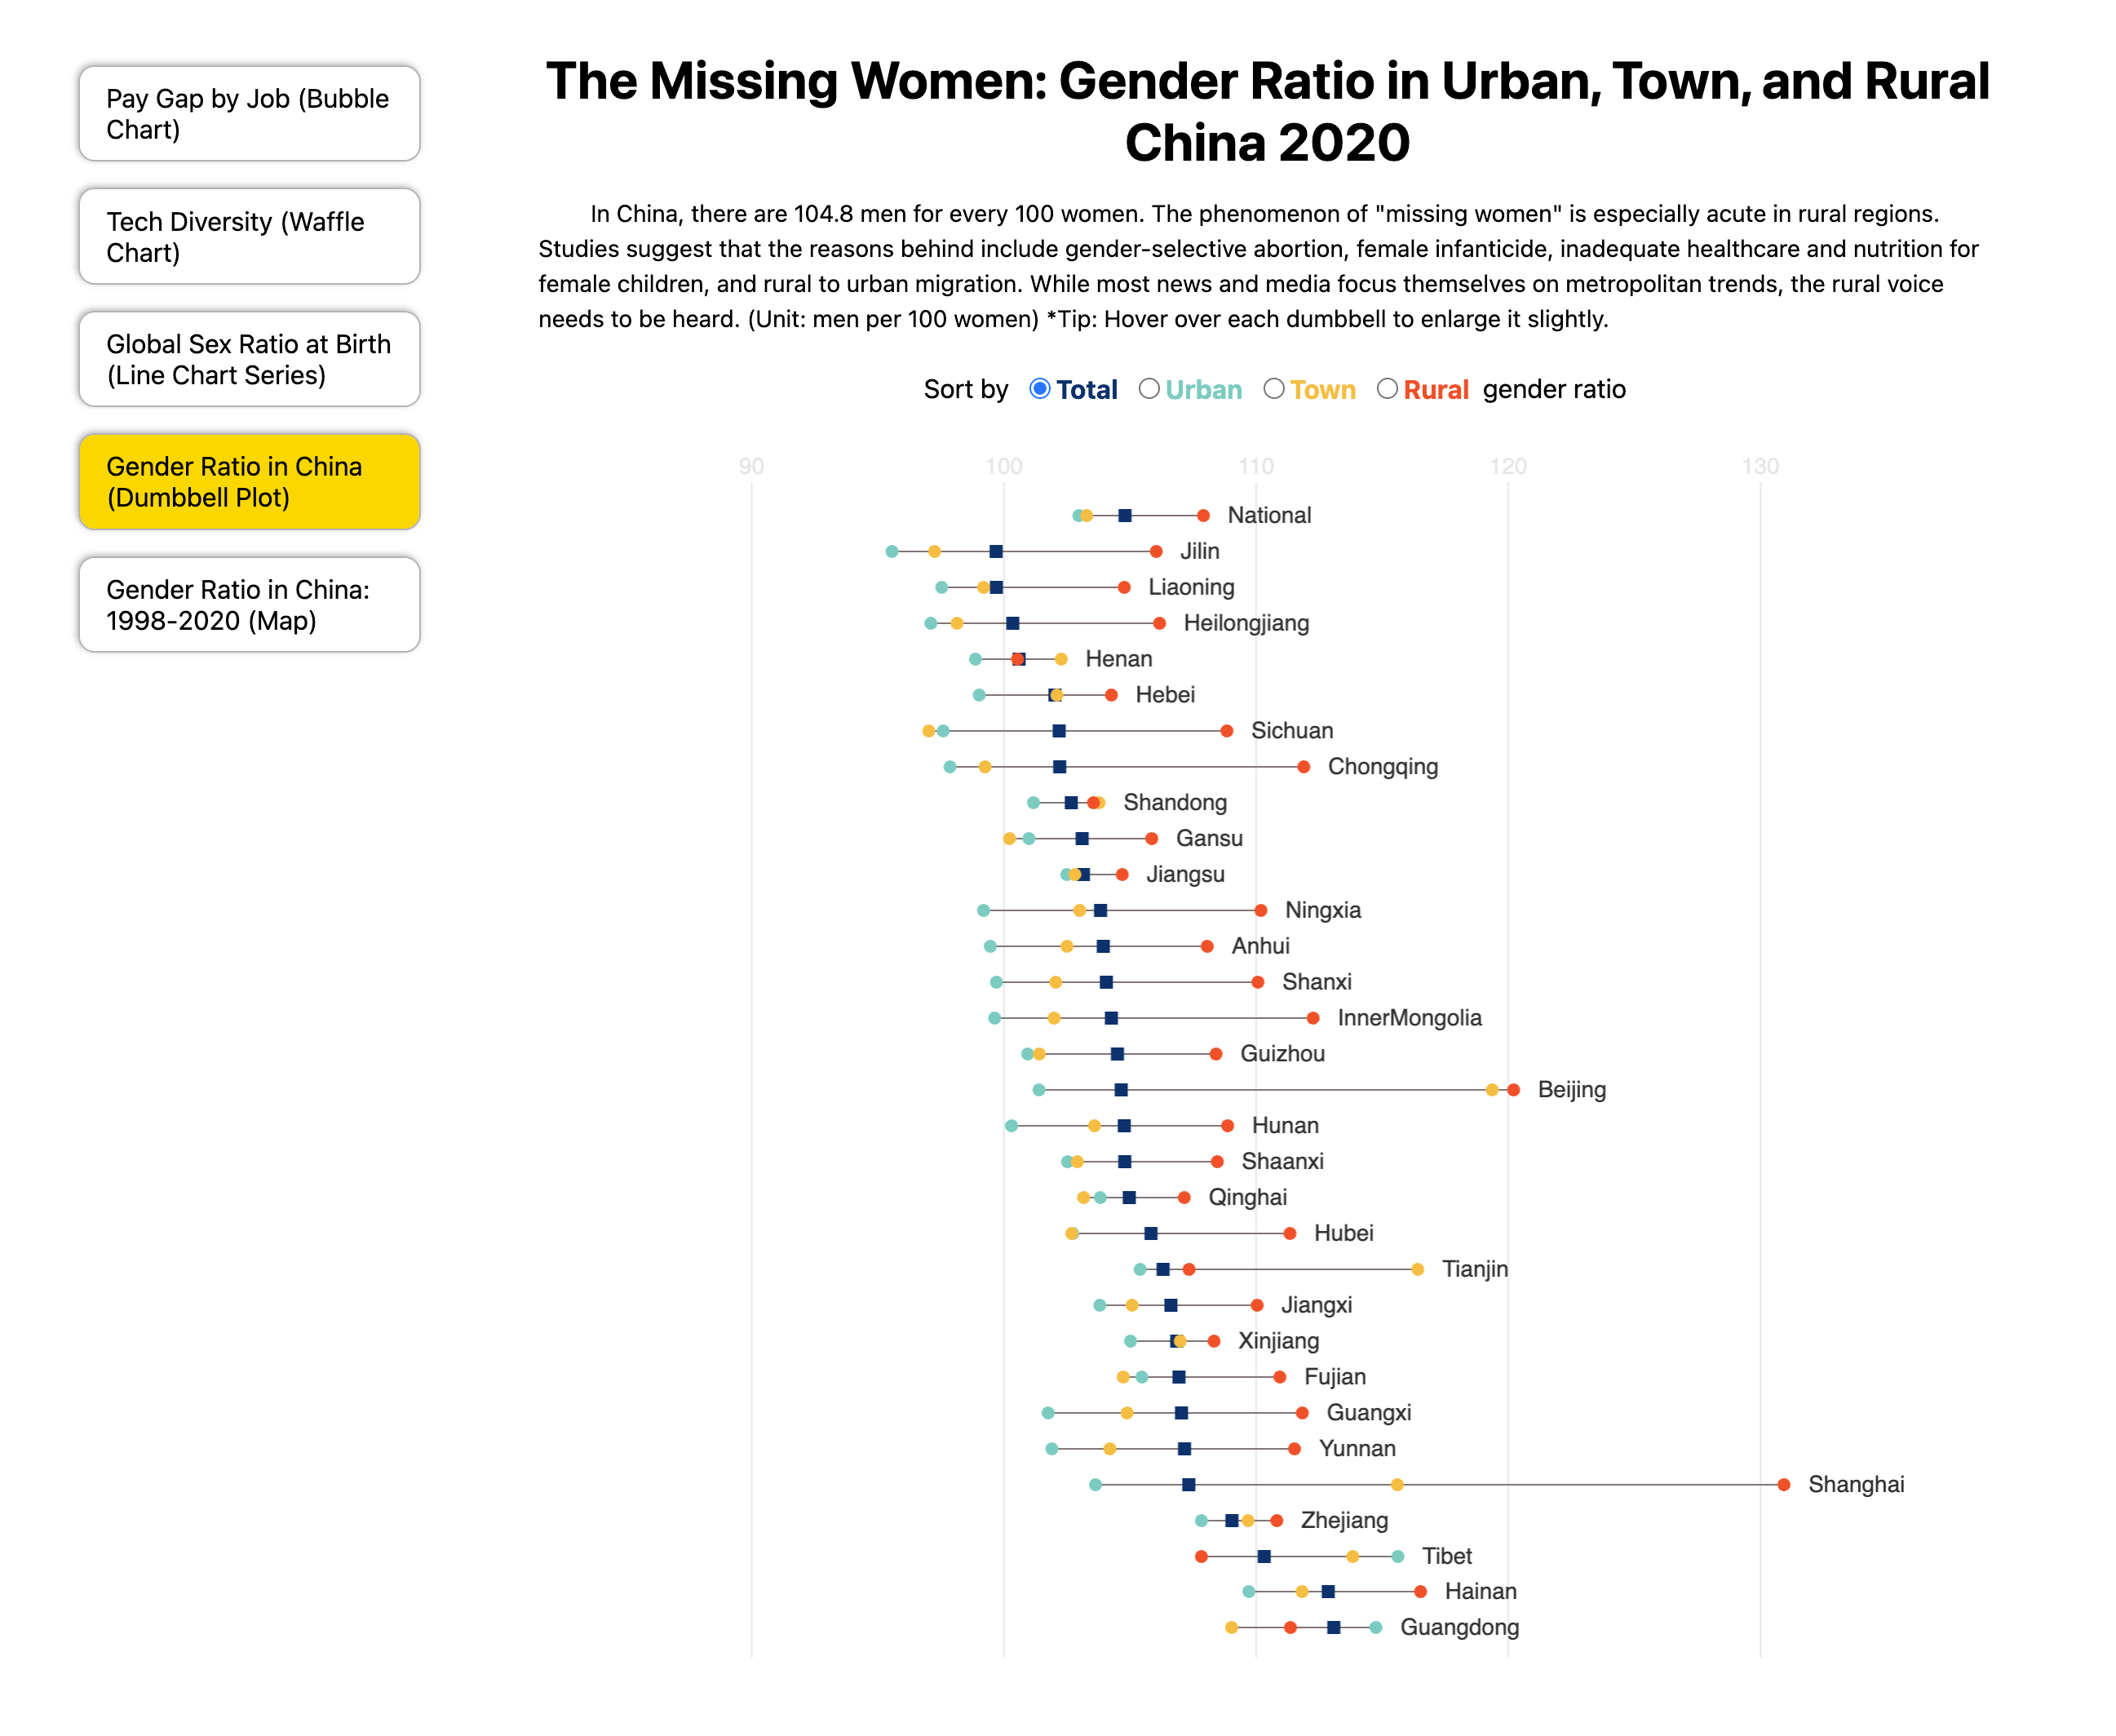 Pay Gap by Job (Bubble
Chart)
Tech Diversity (Waffle
Chart)
Global Sex Ratio at Birth
(Line Chart Series)
Gender Ratio in China
(Dumbbell Plot)
Gender Ratio in China:
1998-2020 (Map)
The Missing Women: Gender Ratio in Urban, Town, and Rural
China 2020
In China, there are 104.8 men for every 100 women. The phenomenon of "missing women" is especially acute in rural regions.
Studies suggest that the reasons behind include gender-selective abortion, female infanticide, inadequate healthcare and nutrition for
female children, and rural to urban migration. While most news and media focus themselves on metropolitan trends, the rural voice
needs to be heard. (Unit: men per 100 women) *Tip: Hover over each dumbbell to enlarge it slightly.
Sort by Total Urban Town Rural gender ratio
90 100 110 120 130
National
Jilin
Liaoning
Heilongjiang
Henan
Hebei
Sichuan
Chongqing
Shandong
Gansu
Jiangsu
Ningxia
Anhui
Shanxi
InnerMongolia
Guizhou
Beijing
Hunan
Shaanxi
Qinghai
Hubei
Tianjin
Jiangxi
Xinjiang
Fujian
Guangxi
Yunnan
Shanghai
Zhejiang
Tibet
Hainan
Guangdong